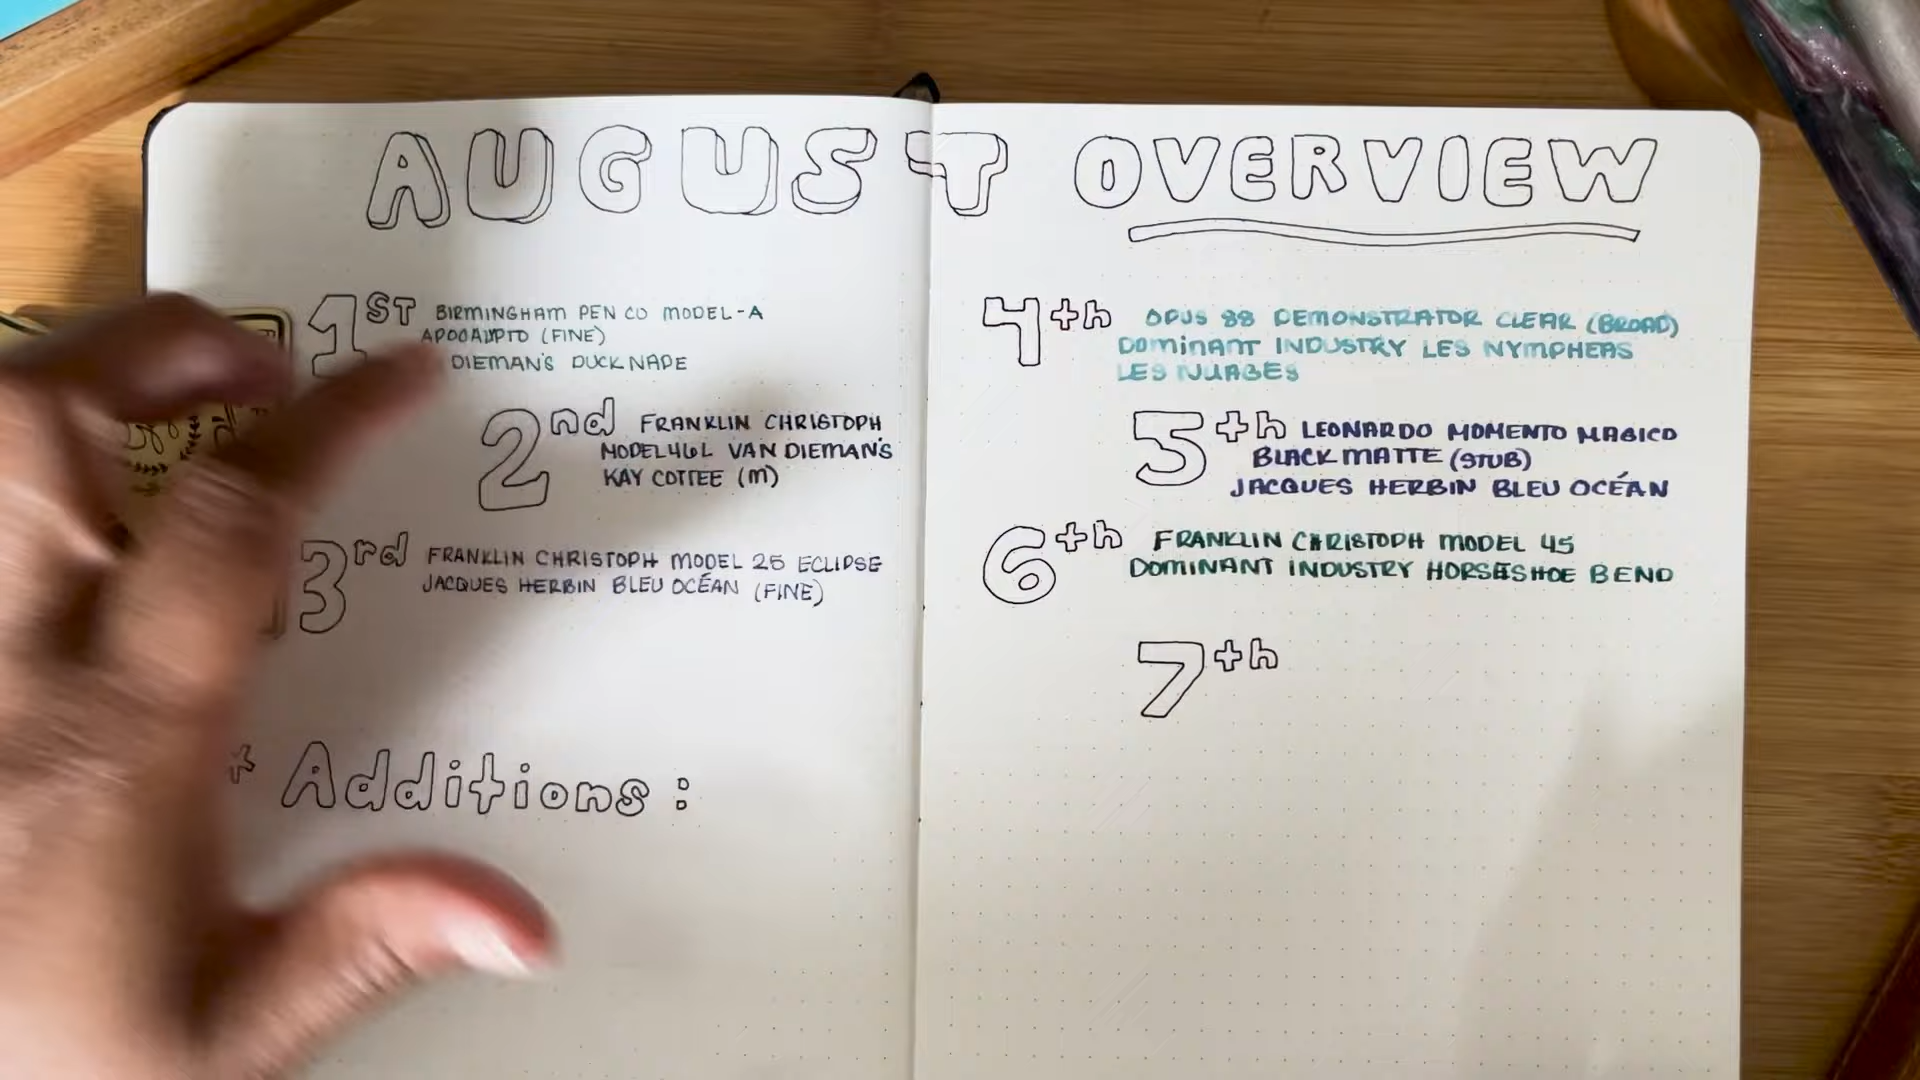 AUGUST OVERVIEW
1ST BIRMINGHAM PEN CO MODEL-A
APOCALYPTO (FINE)
DIEMAN'S DUCK NAPE
2nd FRANKLIN CHRISTOPH
MODEL 46L VAN DIEMAN'S
KAY COTTEE (M)
3rd FRANKLIN CHRISTOPH MODEL 25 ECLIPSE
JACQUES HERBIN BLEU OCÉAN (FINE)
* Additions:
4th OPUS 88 DEMONSTRATOR CLEAR (BROAD)
DOMINANT INDUSTRY LES NYMPHEAS
LES NUAGES
5th LEONARDO MOMENTO MAGICO
BLACK MATTE (STUB)
JACQUES HERBIN BLEU OCÉAN
6th FRANKLIN CHRISTOPH MODEL 45
DOMINANT INDUSTRY HORSESHOE BEND
7th